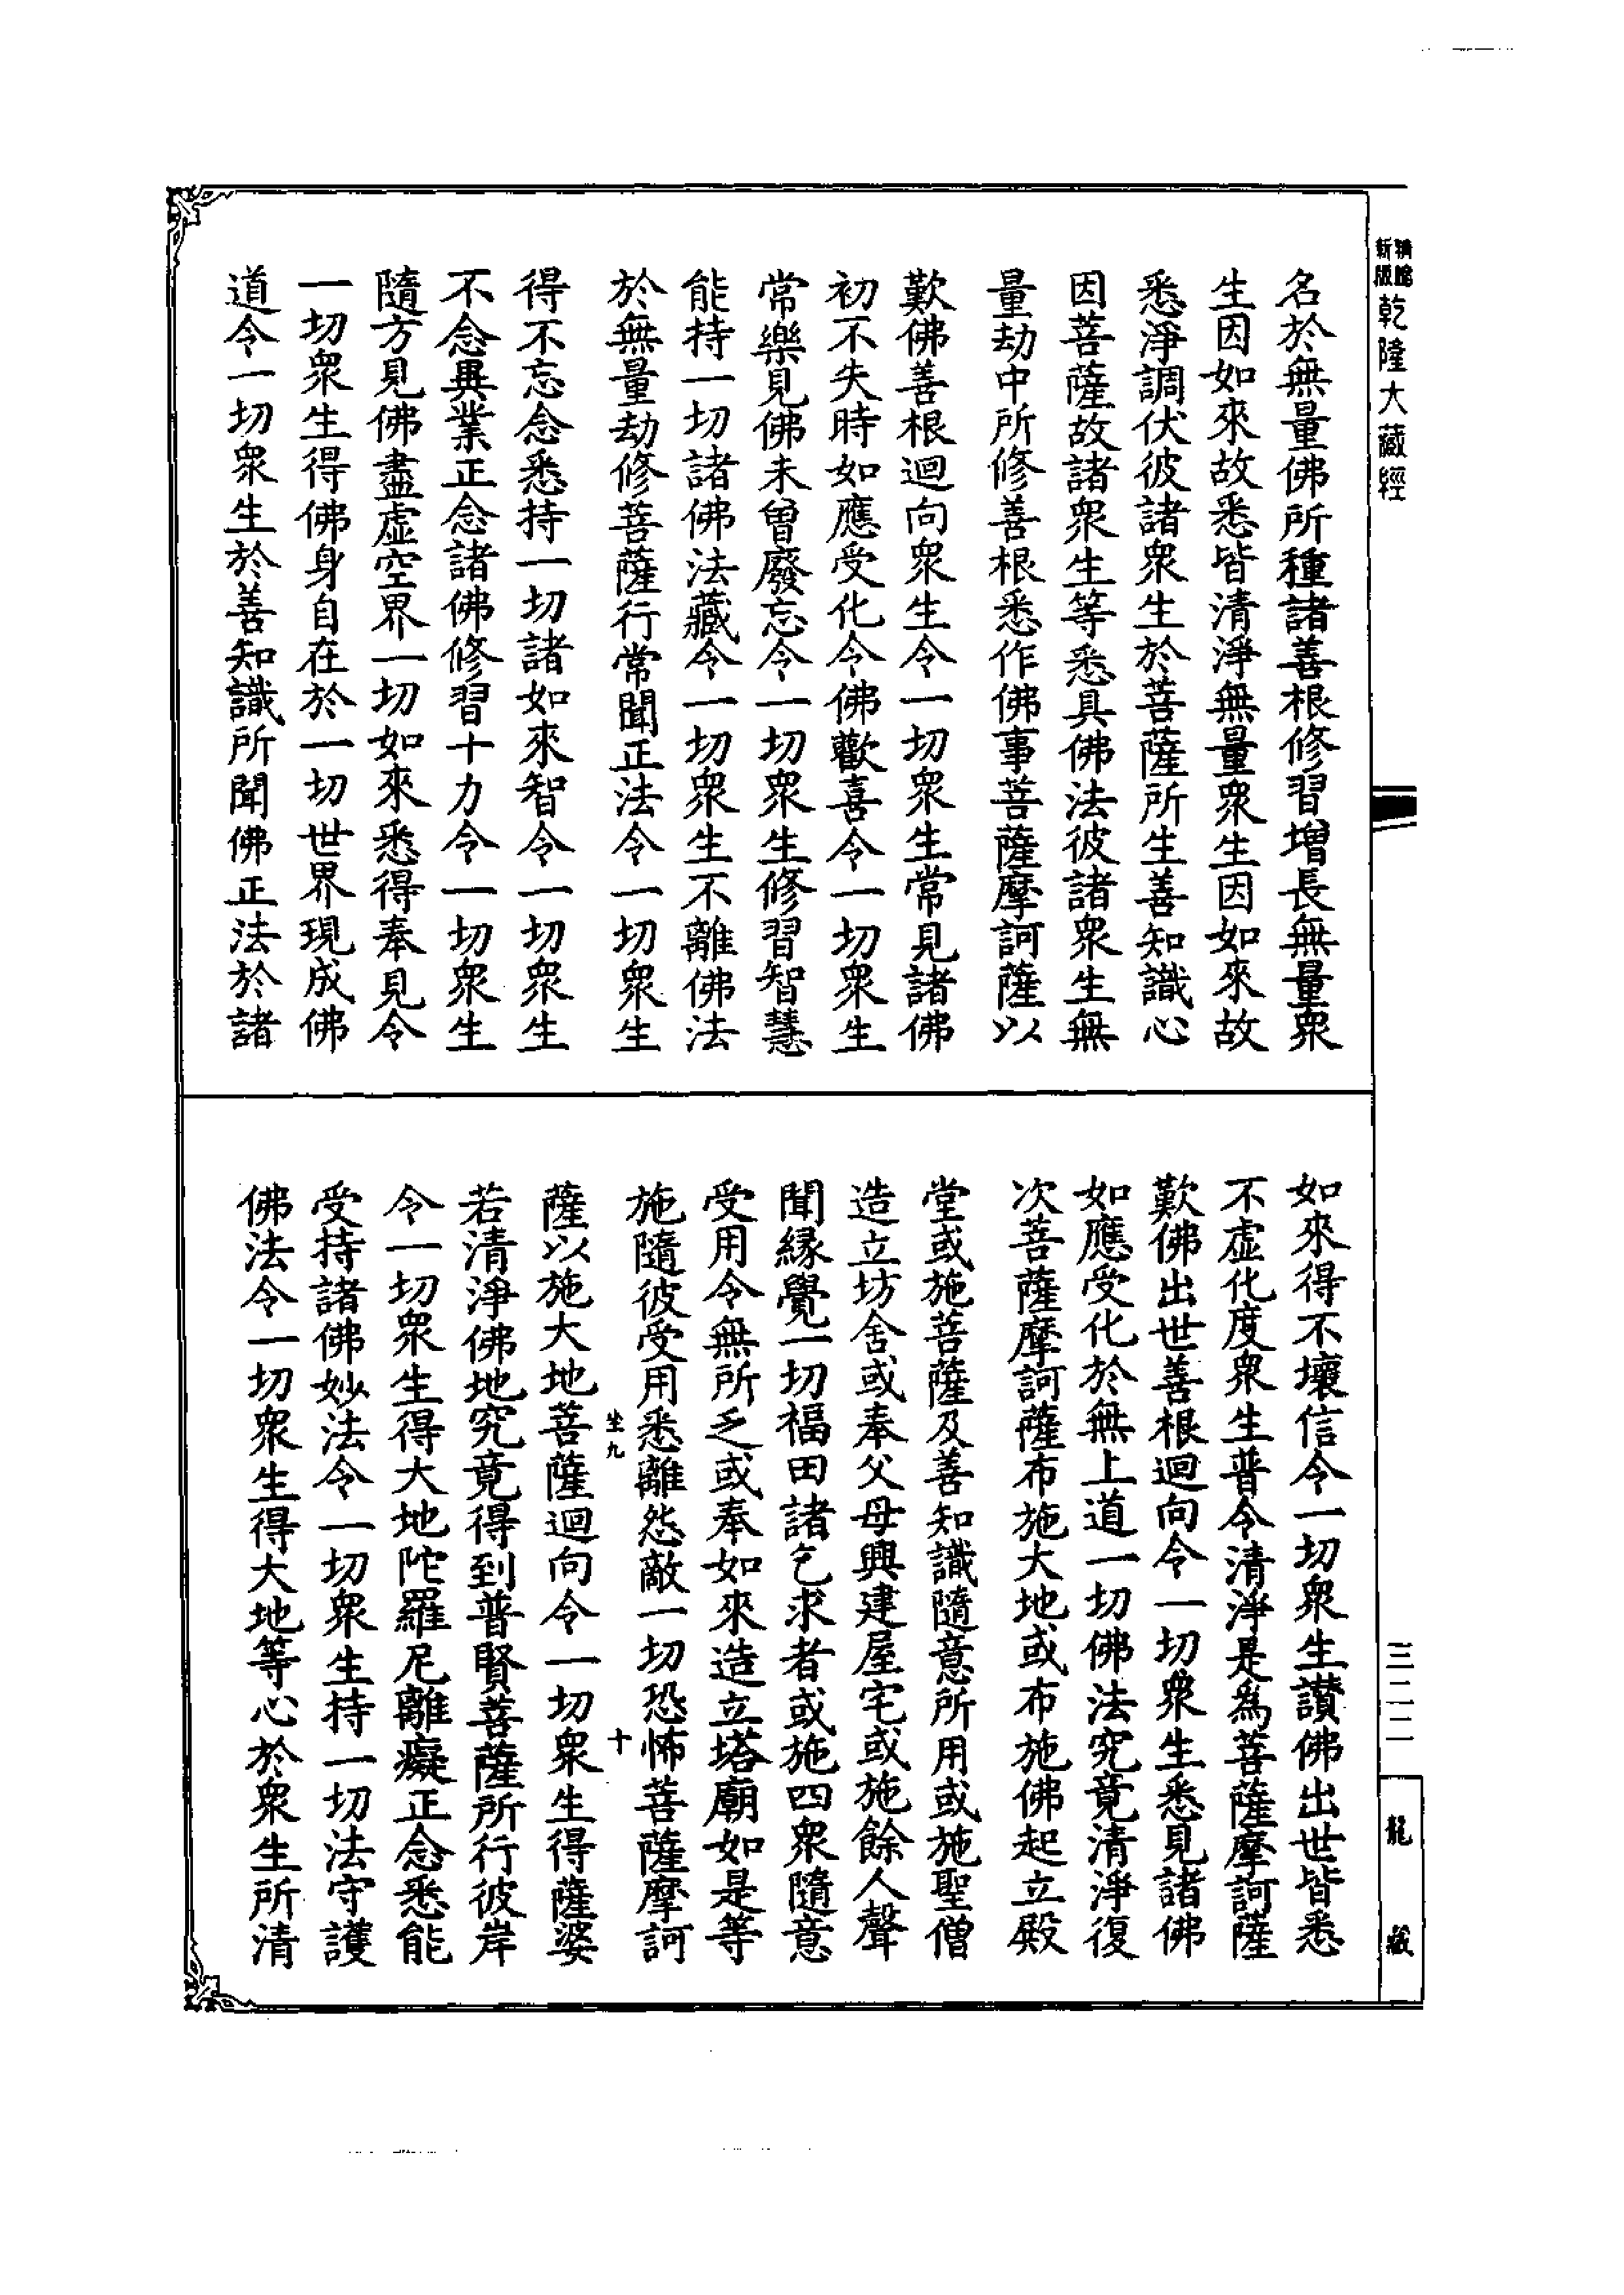 新版
精縮
乾隆大藏經
名於無量佛所種諸善根修習增長無量衆
生因如來故悉皆清淨無量衆生因如來故
悉淨調伏彼諸衆生於菩薩所生善知識心
因菩薩故諸衆生等悉具佛法彼諸衆生無
量劫中所修善根悉作佛事菩薩摩訶薩以
歎佛善根迴向衆生令一切衆生常見諸佛
初不失時如應受化令佛歡喜令一切衆生
常樂見佛未曾廢忘令一切衆生修習智慧
能持一切諸佛法藏令一切衆生不離佛法
於無量劫修菩薩行常聞正法令一切衆生
得不忘念悉持一切諸如來智令一切衆生
不念異業正念諸佛修習十力令一切衆生
隨方見佛盡虛空界一切如來悉得奉見令
一切衆生得佛身自在於一切世界現成佛
道令一切衆生於善知識所聞佛正法於諸
如來得不壞信令一切衆生讃佛出世皆悉
不虛化度衆生普令清淨是為菩薩摩訶薩
歎佛出世善根迴向令一切衆生悉見諸佛
如應受化於無上道一切佛法究竟清淨復
次菩薩摩訶薩布施大地或布施佛起立殿
堂或施菩薩及善知識隨意所用或施聖僧
造立坊舍或奉父母興建屋宅或施餘人聲
聞緣覺一切福田諸乞求者或施四衆隨意
受用令無所乏或奉如來造立塔廟如是等
施隨彼受用悉離怨敵一切恐怖菩薩摩訶
坐九
十
薩以施大地菩薩迴向令一切衆生得薩婆
若清淨佛地究竟得到普賢菩薩所行彼岸
令一切衆生得大地陀羅尼離癡正念悉能
受持諸佛妙法令一切衆生持一切法守護
佛法令一切衆生得大地等心於衆生所清
三二二
龍藏